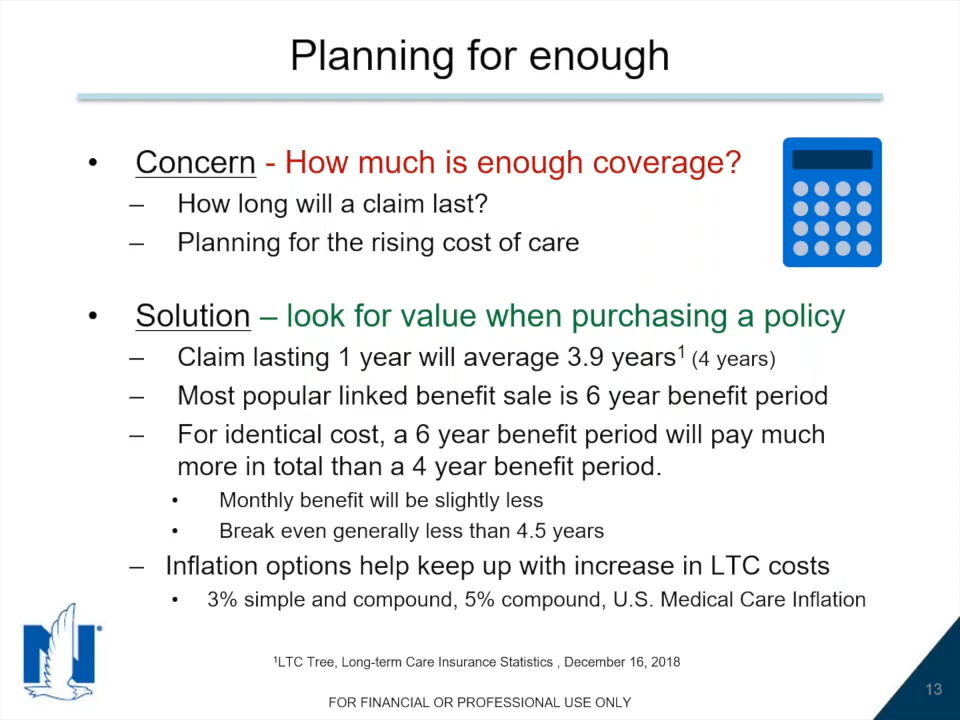 Planning for enough
• Concern - How much is enough coverage?
– How long will a claim last?
– Planning for the rising cost of care
• Solution – look for value when purchasing a policy
– Claim lasting 1 year will average 3.9 years¹ (4 years)
– Most popular linked benefit sale is 6 year benefit period
– For identical cost, a 6 year benefit period will pay much
more in total than a 4 year benefit period.
• Monthly benefit will be slightly less
• Break even generally less than 4.5 years
– Inflation options help keep up with increase in LTC costs
• 3% simple and compound, 5% compound, U.S. Medical Care Inflation
¹LTC Tree, Long-term Care Insurance Statistics , December 16, 2018
13
FOR FINANCIAL OR PROFESSIONAL USE ONLY